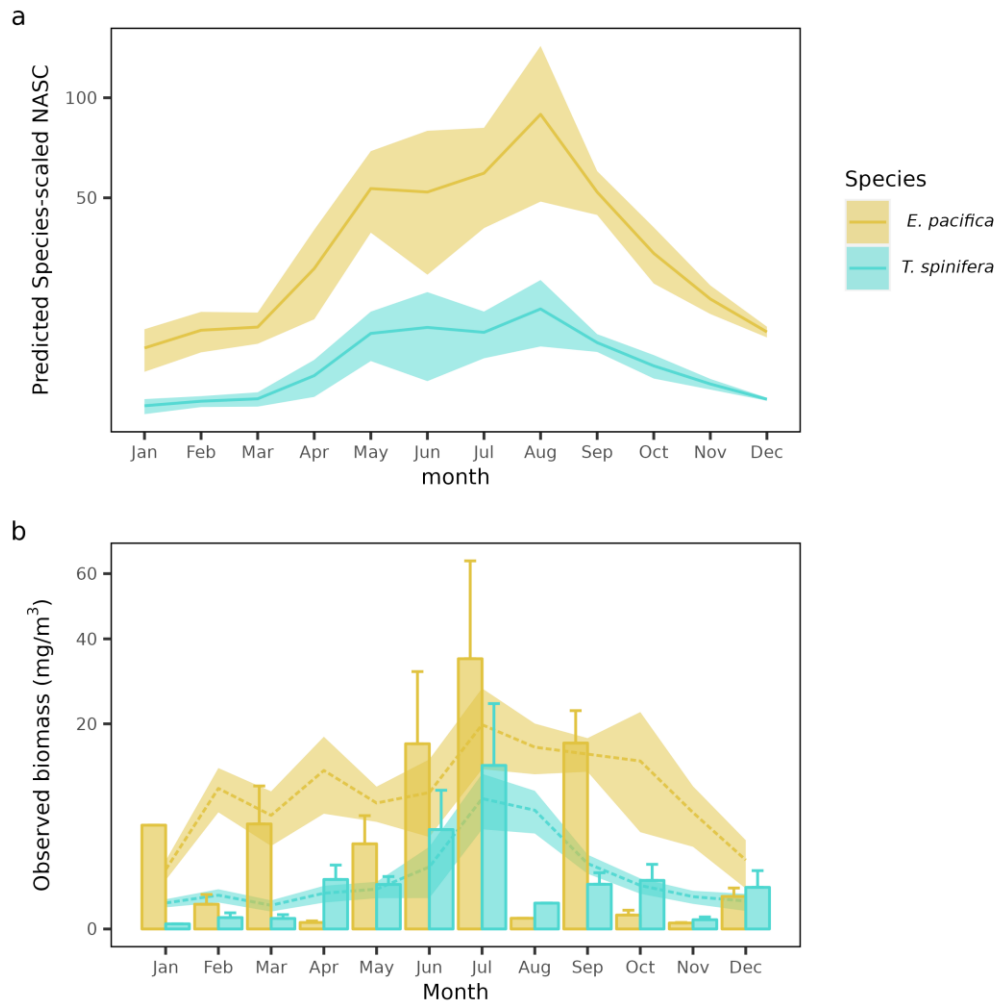 a
Predicted Species-scaled NASC
100
50
Jan Feb Mar Apr May Jun Jul Aug Sep Oct Nov Dec
month
Species
E. pacifica
T. spinifera
b
Observed biomass (mg/m³)
60
40
20
0
Jan Feb Mar Apr May Jun Jul Aug Sep Oct Nov Dec
Month